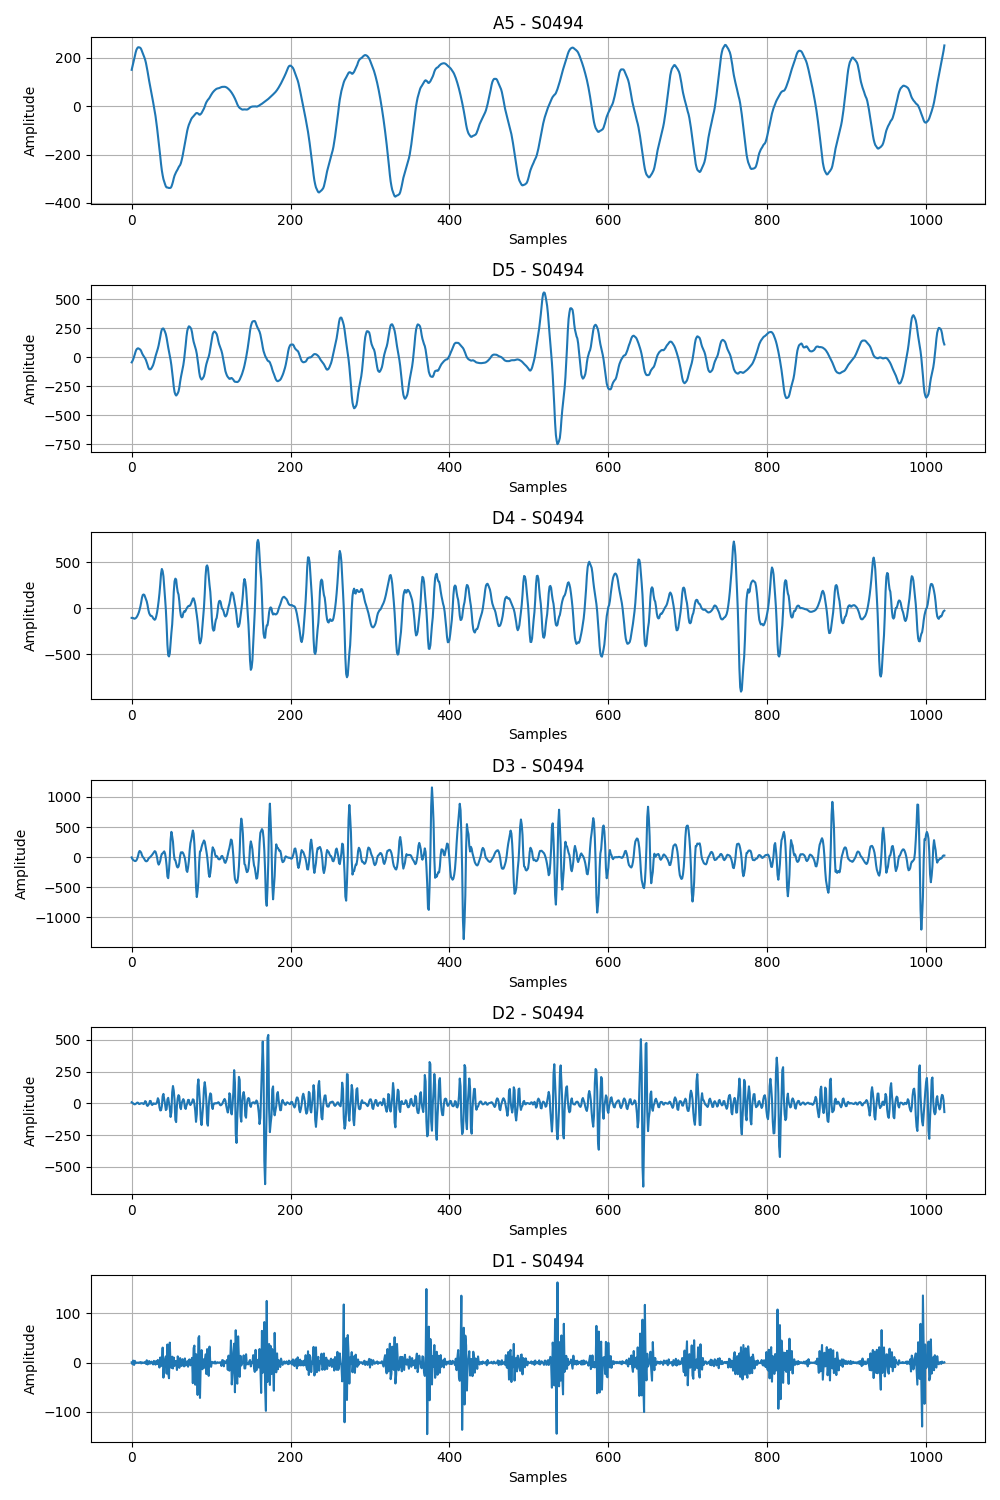 A5 - S0494
200
0
−200
−400
Amplitude
0 200 400 600 800 1000
Samples
D5 - S0494
500
250
0
−250
−500
−750
Amplitude
0 200 400 600 800 1000
Samples
D4 - S0494
500
0
−500
Amplitude
0 200 400 600 800 1000
Samples
D3 - S0494
1000
500
0
−500
−1000
Amplitude
0 200 400 600 800 1000
Samples
D2 - S0494
500
250
0
−250
−500
Amplitude
0 200 400 600 800 1000
Samples
D1 - S0494
100
0
−100
Amplitude
0 200 400 600 800 1000
Samples